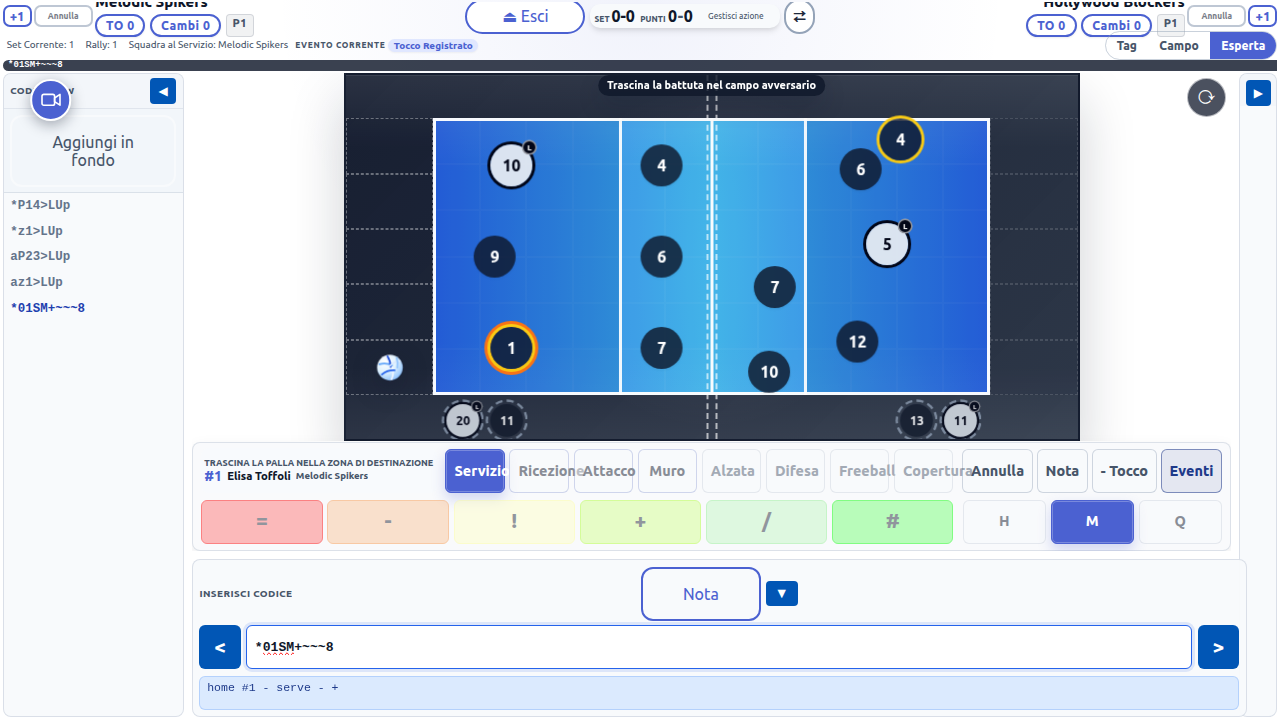 +1 Annulla Melodic Spikers TO 0 Cambi 0 P1
⏏ Esci SET 0-0 PUNTI 0-0 Gestisci azione ⇄
Hollywood Blockers TO 0 Cambi 0 P1 Annulla +1
Set Corrente: 1 Rally: 1 Squadra al Servizio: Melodic Spikers EVENTO CORRENTE Tocco Registrato
Tag Campo Esperta
*01SM+~~~8
◀
Aggiungi in
fondo
*P14>LUp
*z1>LUp
aP23>LUp
az1>LUp
*01SM+~~~8
Trascina la battuta nel campo avversario
10 L 4 6 4
9 6 5 L
7
1 7 12
10
20 L 11 13 11 L
▶
TRASCINA LA PALLA NELLA ZONA DI DESTINAZIONE
#1 Elisa Toffoli Melodic Spikers
Servizio Ricezione Attacco Muro Alzata Difesa Freeball Copertura Annulla Nota - Tocco Eventi
= - ! + / # H M Q
INSERISCI CODICE Nota ▼
< *01SM+~~~8 >
home #1 - serve - +